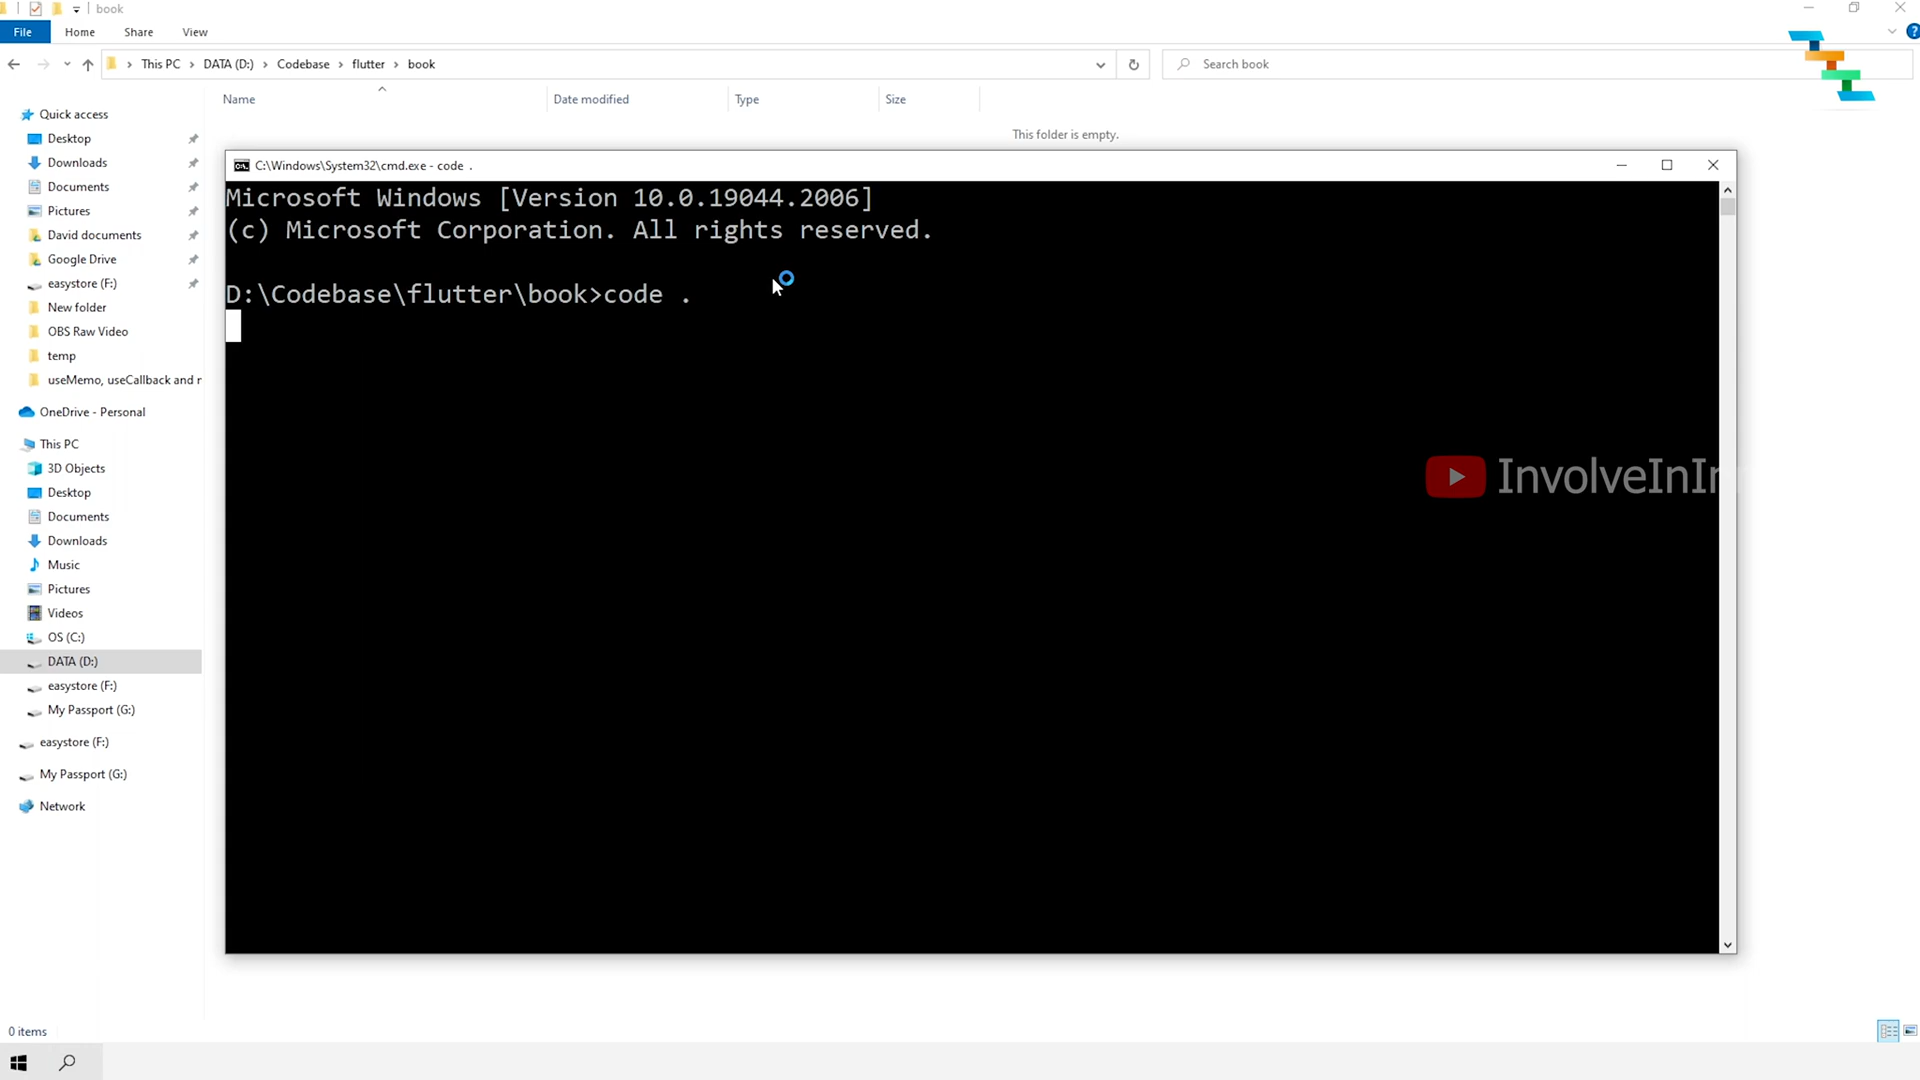 book
File Home Share View
This PC DATA (D:) Codebase flutter book
Search book
Name Date modified Type Size
This folder is empty.
Quick access
Desktop
Downloads
Documents
Pictures
David documents
Google Drive
easystore (F:)
New folder
OBS Raw Video
temp
useMemo, useCallback and r
OneDrive - Personal
This PC
3D Objects
Desktop
Documents
Downloads
Music
Pictures
Videos
OS (C:)
DATA (D:)
easystore (F:)
My Passport (G:)
easystore (F:)
My Passport (G:)
Network
0 items
C:\Windows\System32\cmd.exe - code .
Microsoft Windows [Version 10.0.19044.2006]
(c) Microsoft Corporation. All rights reserved.
D:\Codebase\flutter\book>code .